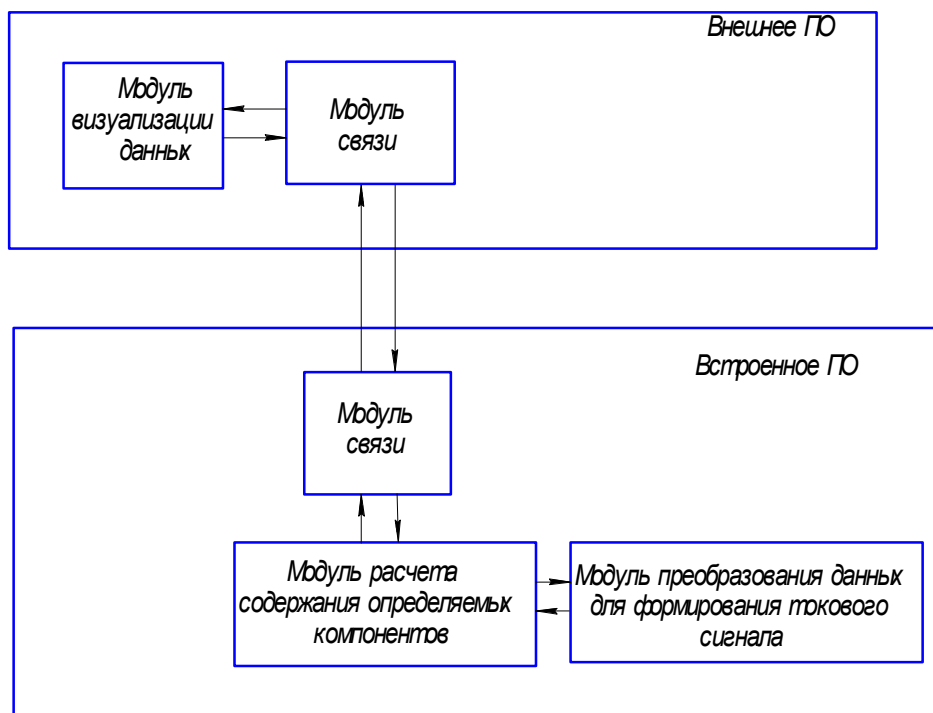 Внешнее ПО
Модуль
визуализации
данных
Модуль
связи
Встроенное ПО
Модуль
связи
Модуль расчета
содержания определяемых
компонентов
Модуль преобразования данных
для формирования токового
сигнала